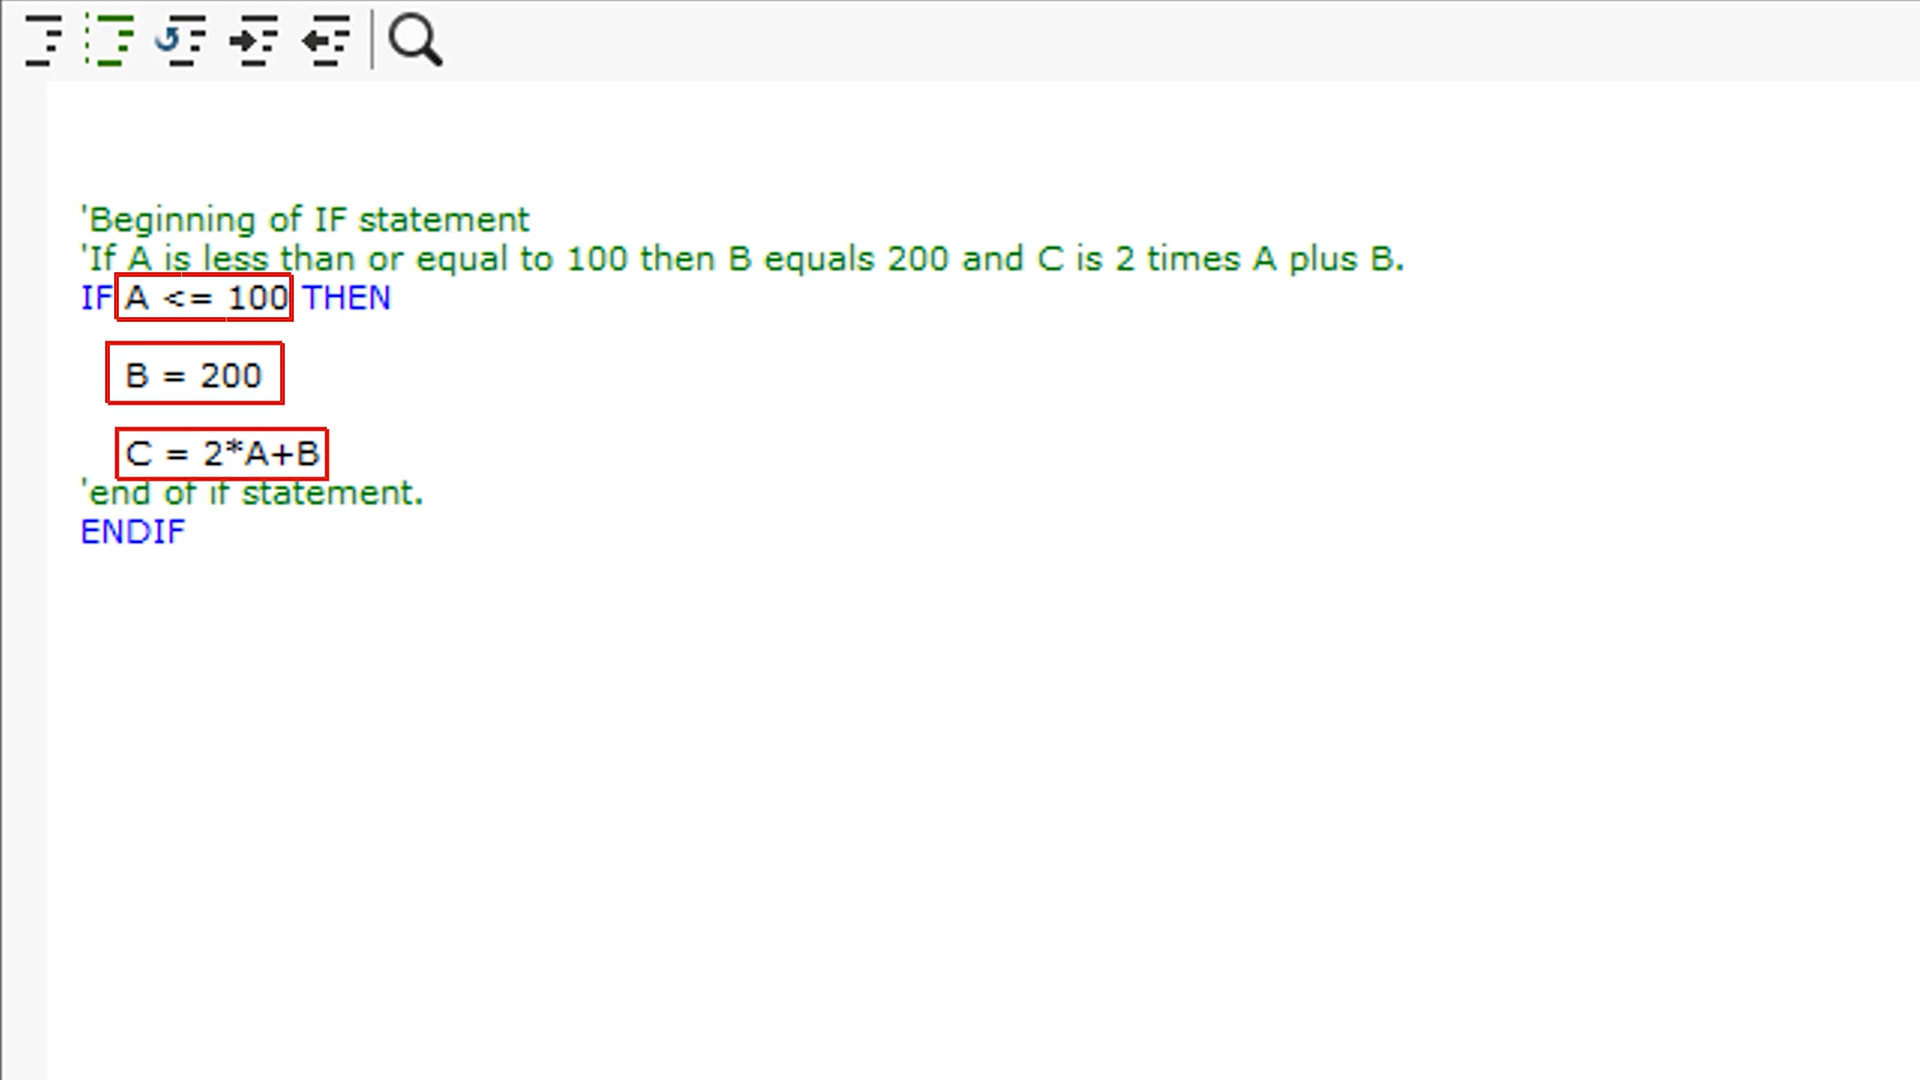 'Beginning of IF statement
'If A is less than or equal to 100 then B equals 200 and C is 2 times A plus B.
IF A <= 100 THEN
B = 200
C = 2*A+B
'end of if statement.
ENDIF